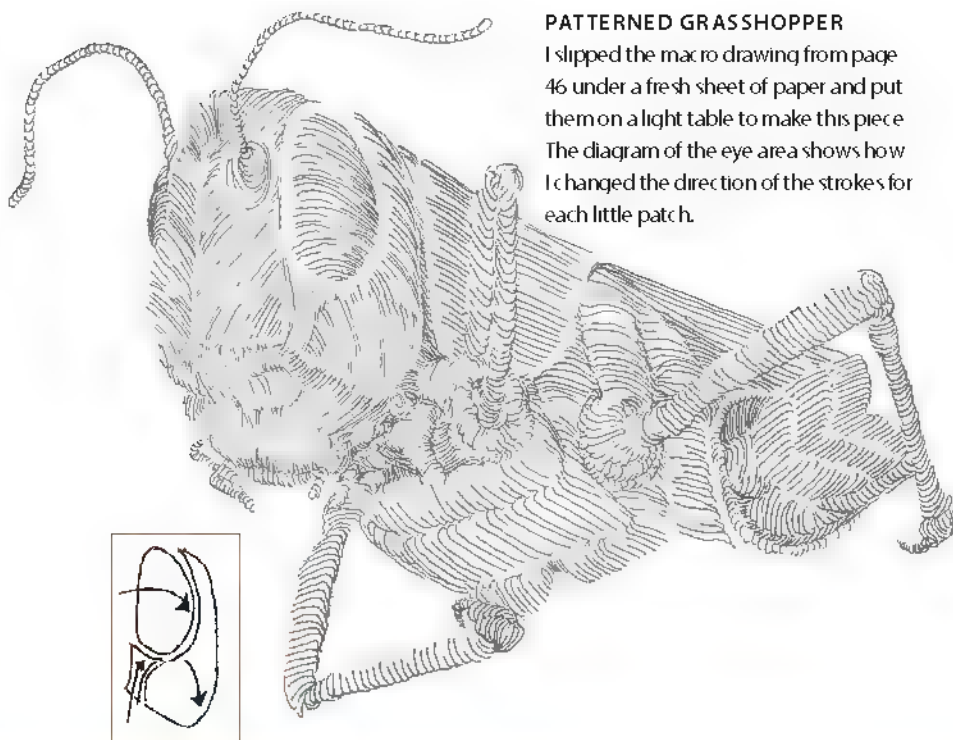 PATTERNED GRASSHOPPER
I slipped the macro drawing from page
46 under a fresh sheet of paper and put
them on a light table to make this piece
The diagram of the eye area shows how
I changed the direction of the strokes for
each little patch.